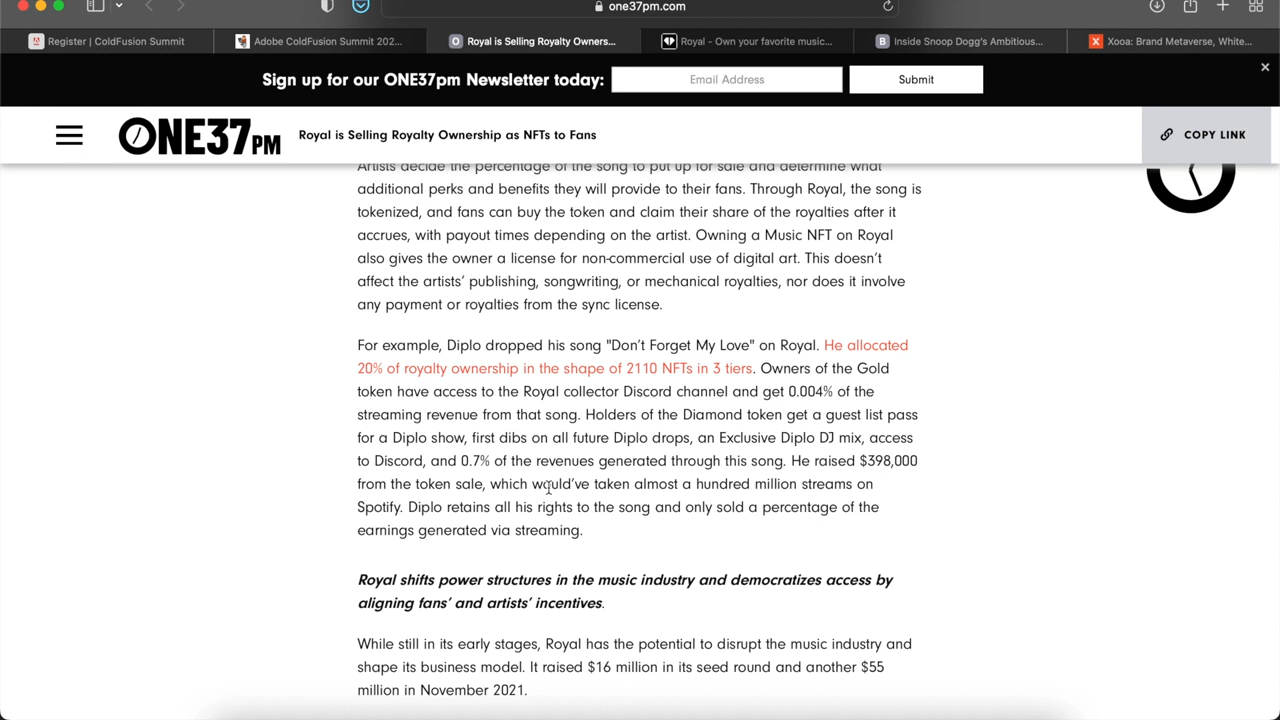 one37pm.com
Register | ColdFusion Summit
Adobe ColdFusion Summit 202...
Royal is Selling Royalty Owners...
Royal - Own your favorite music...
Inside Snoop Dogg's Ambitious...
Xooa: Brand Metaverse, White...
Sign up for our ONE37pm Newsletter today:
Email Address
Submit
ONE37PM
Royal is Selling Royalty Ownership as NFTs to Fans
COPY LINK
Artists decide the percentage of the song to put up for sale and determine what
additional perks and benefits they will provide to their fans. Through Royal, the song is
tokenized, and fans can buy the token and claim their share of the royalties after it
accrues, with payout times depending on the artist. Owning a Music NFT on Royal
also gives the owner a license for non-commercial use of digital art. This doesn't
affect the artists' publishing, songwriting, or mechanical royalties, nor does it involve
any payment or royalties from the sync license.
For example, Diplo dropped his song "Don't Forget My Love" on Royal. He allocated
20% of royalty ownership in the shape of 2110 NFTs in 3 tiers. Owners of the Gold
token have access to the Royal collector Discord channel and get 0.004% of the
streaming revenue from that song. Holders of the Diamond token get a guest list pass
for a Diplo show, first dibs on all future Diplo drops, an Exclusive Diplo DJ mix, access
to Discord, and 0.7% of the revenues generated through this song. He raised $398,000
from the token sale, which would've taken almost a hundred million streams on
Spotify. Diplo retains all his rights to the song and only sold a percentage of the
earnings generated via streaming.
Royal shifts power structures in the music industry and democratizes access by
aligning fans' and artists' incentives.
While still in its early stages, Royal has the potential to disrupt the music industry and
shape its business model. It raised $16 million in its seed round and another $55
million in November 2021.